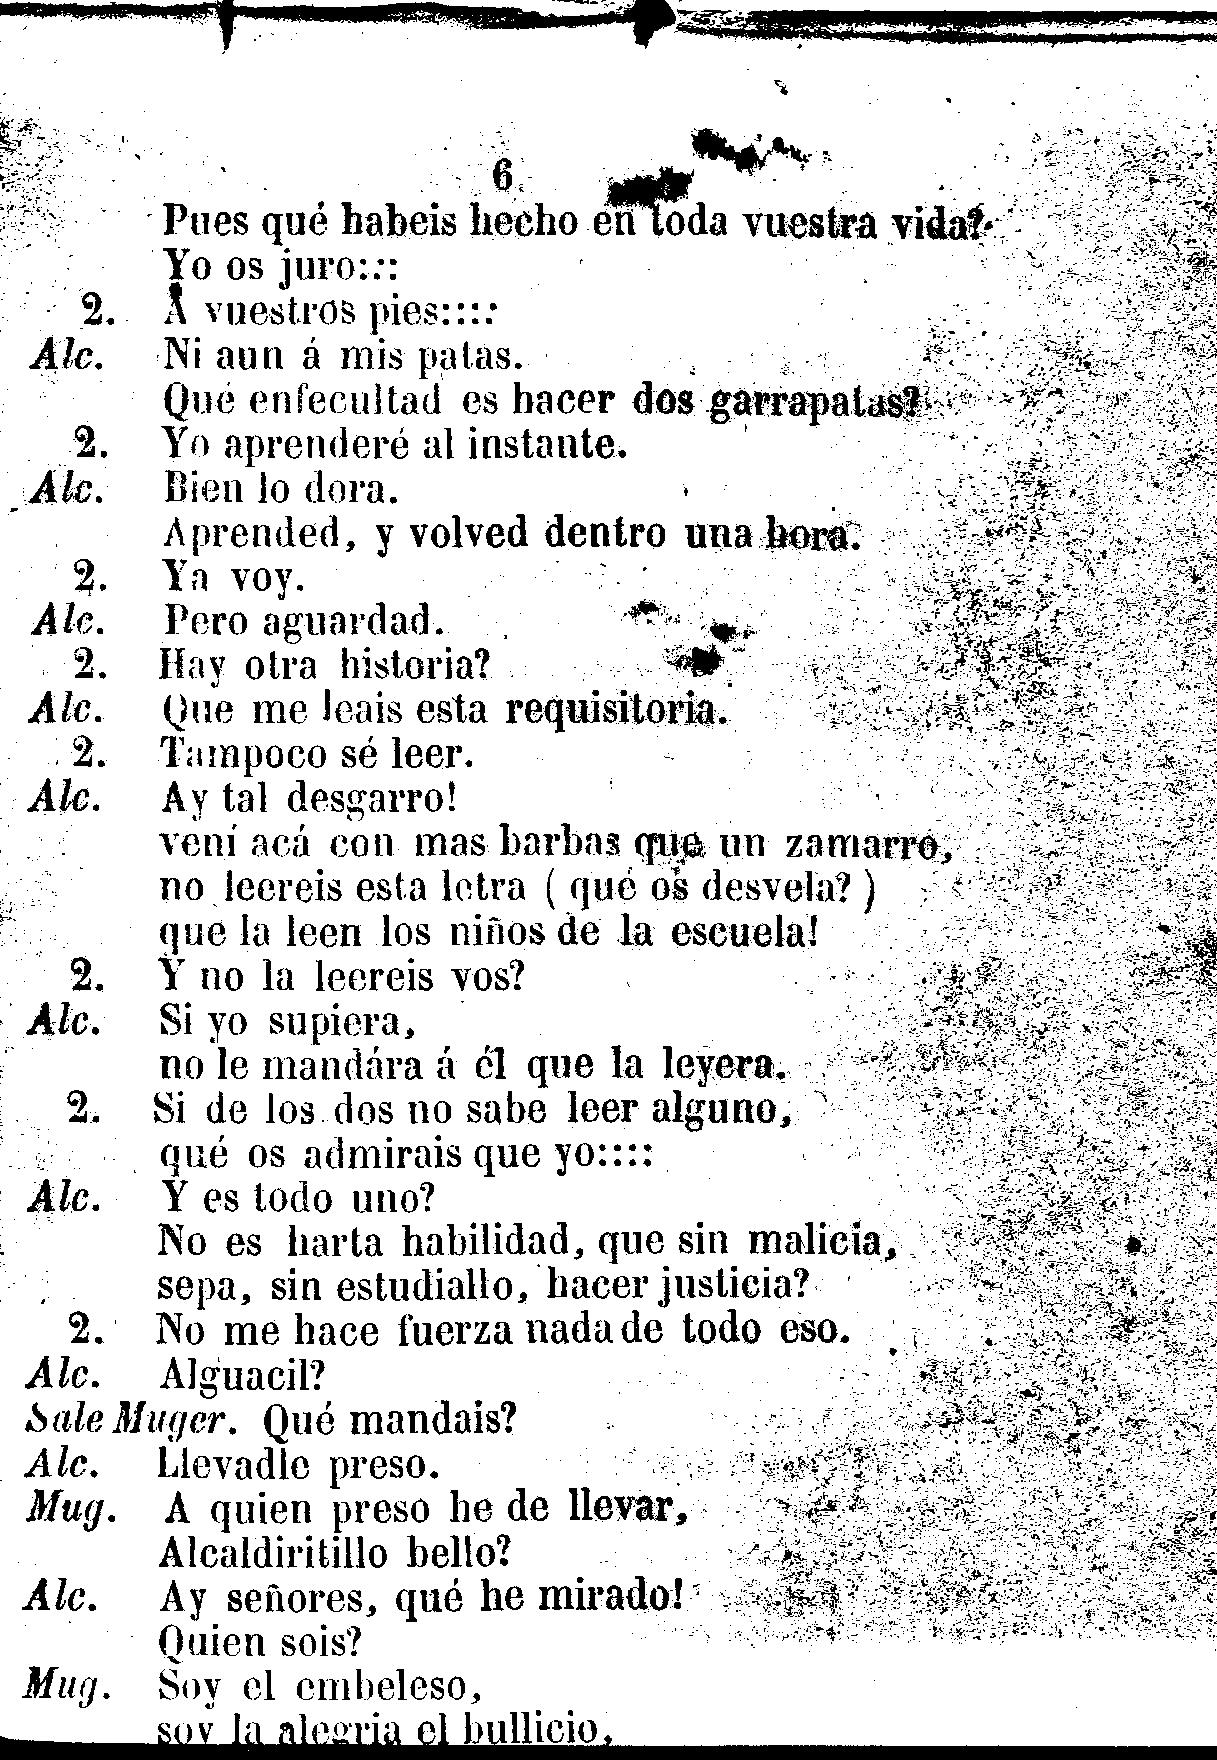 6
Pues qué habeis hecho en toda vuestra vida?
Yo os juro:::
2. A vuestros pies::::
Alc. Ni aun á mis patas.
Qué enfecultad es hacer dos garrapatas?
2. Yo aprenderé al instante.
Alc. Bien lo dora.
Aprended, y volved dentro una hora.
2. Ya voy.
Alc. Pero aguardad.
2. Hay otra historia?
Alc. Que me leais esta requisitoria.
2. Tampoco sé leer.
Alc. Ay tal desgarro!
vení acá con mas barbas que un zamarro,
no leereis esta letra ( qué os desvela? )
que la leen los niños de la escuela!
2. Y no la leereis vos?
Alc. Si yo supiera,
no le mandára á él que la leyera.
2. Si de los dos no sabe leer alguno,
qué os admirais que yo::::
Alc. Y es todo uno?
No es harta habilidad, que sin malicia,
sepa, sin estudiallo, hacer justicia?
2. No me hace fuerza nada de todo eso.
Alc. Alguacil?
Sale Muger. Qué mandais?
Alc. Llevadle preso.
Mug. A quien preso he de llevar,
Alcaldiritillo bello?
Alc. Ay señores, qué he mirado!
Quien sois?
Mug. Soy el embeleso,
soy la alegria el bullicio,